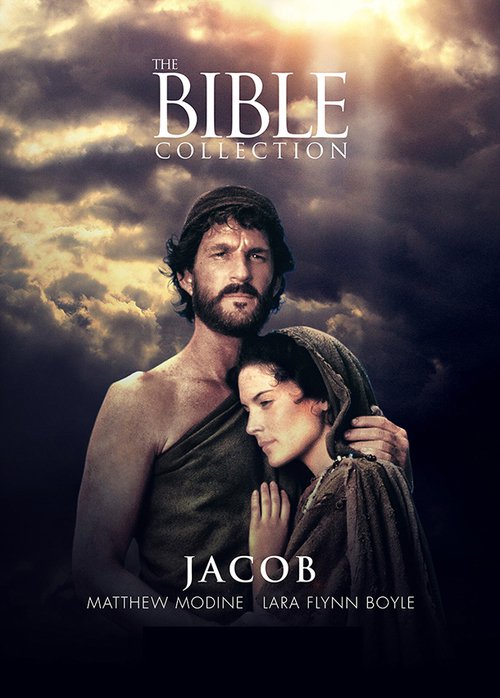 THE
BIBLE
COLLECTION
JACOB
MATTHEW MODINE LARA FLYNN BOYLE